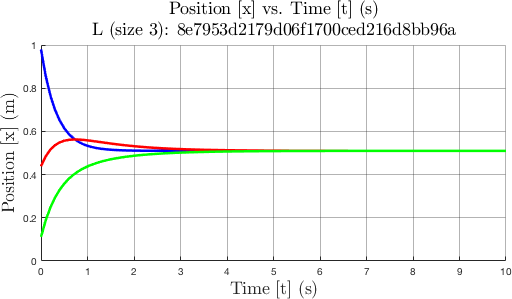 Position [x] vs. Time [t] (s)
L (size 3): 8e7953d2179d06f1700ced216d8bb96a
Position [x] (m)
1
0.8
0.6
0.4
0.2
0
0 1 2 3 4 5 6 7 8 9 10
Time [t] (s)